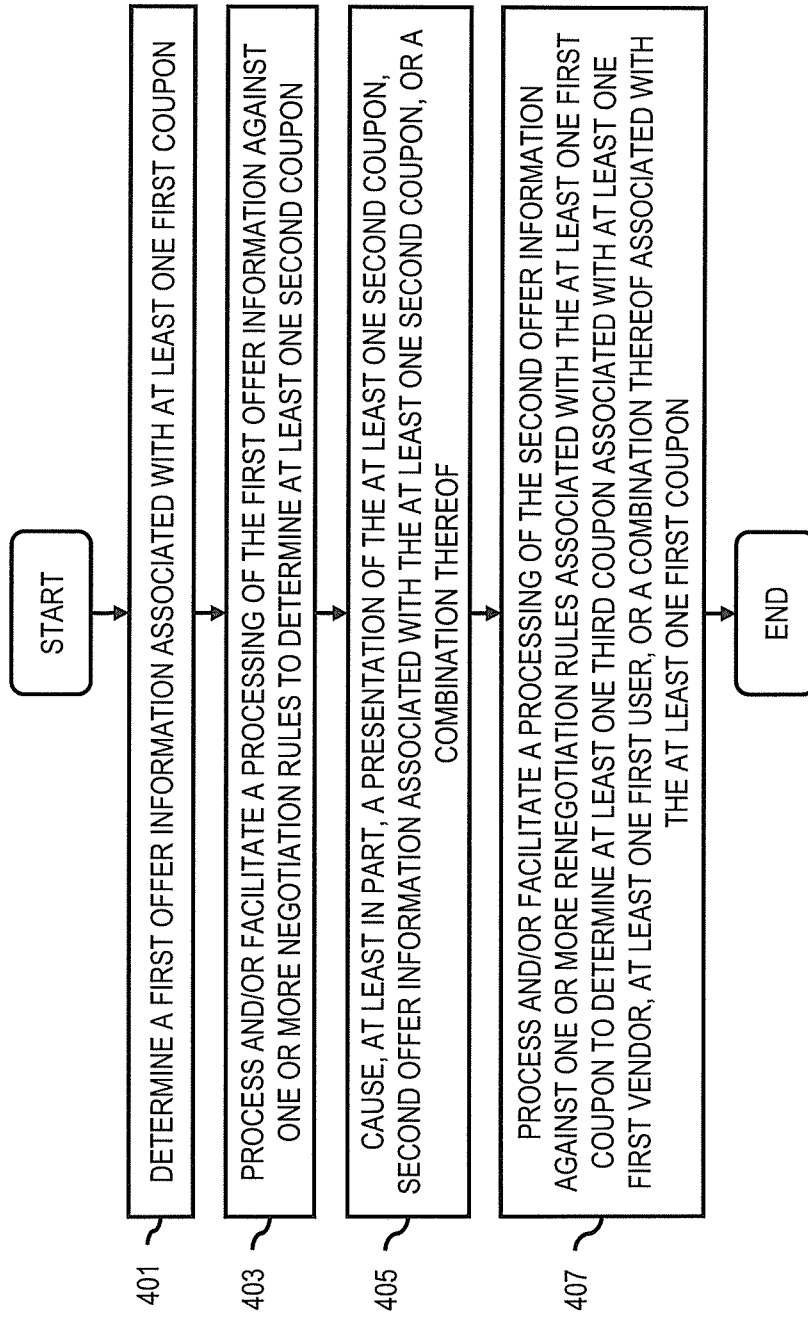 START
401
DETERMINE A FIRST OFFER INFORMATION ASSOCIATED WITH AT LEAST ONE FIRST COUPON
403
PROCESS AND/OR FACILITATE A PROCESSING OF THE FIRST OFFER INFORMATION AGAINST
ONE OR MORE NEGOTIATION RULES TO DETERMINE AT LEAST ONE SECOND COUPON
405
CAUSE, AT LEAST IN PART, A PRESENTATION OF THE AT LEAST ONE SECOND COUPON,
SECOND OFFER INFORMATION ASSOCIATED WITH THE AT LEAST ONE SECOND COUPON, OR A
COMBINATION THEREOF
407
PROCESS AND/OR FACILITATE A PROCESSING OF THE SECOND OFFER INFORMATION
AGAINST ONE OR MORE RENEGOTIATION RULES ASSOCIATED WITH THE AT LEAST ONE FIRST
COUPON TO DETERMINE AT LEAST ONE THIRD COUPON ASSOCIATED WITH AT LEAST ONE
FIRST VENDOR, AT LEAST ONE FIRST USER, OR A COMBINATION THEREOF ASSOCIATED WITH
THE AT LEAST ONE FIRST COUPON
END